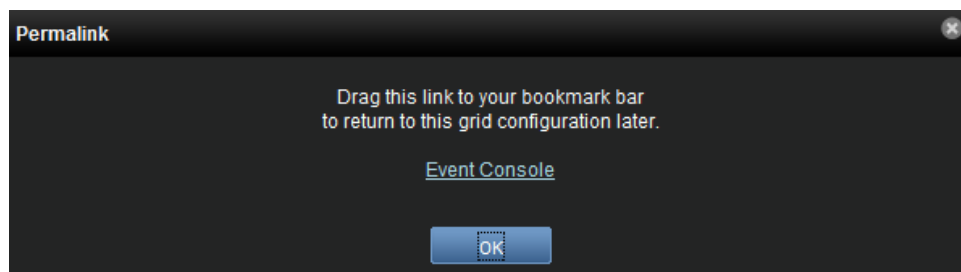 Permalink
Drag this link to your bookmark bar
to return to this grid configuration later.
Event Console
OK